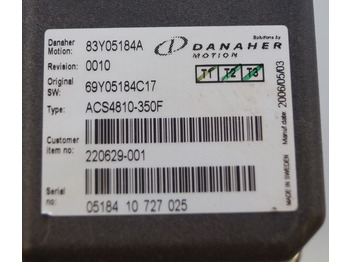 Solutions by
DANAHER
MOTION
Danaher Motion: 83Y05184A
Revision: 0010
T1 T2 T3
Original SW: 69Y05184C17
Type: ACS4810-350F
Customer item no: 220629-001
Serial no: 05184 10 727 025
Manuf date 2006/05/03
MADE IN SWEDEN